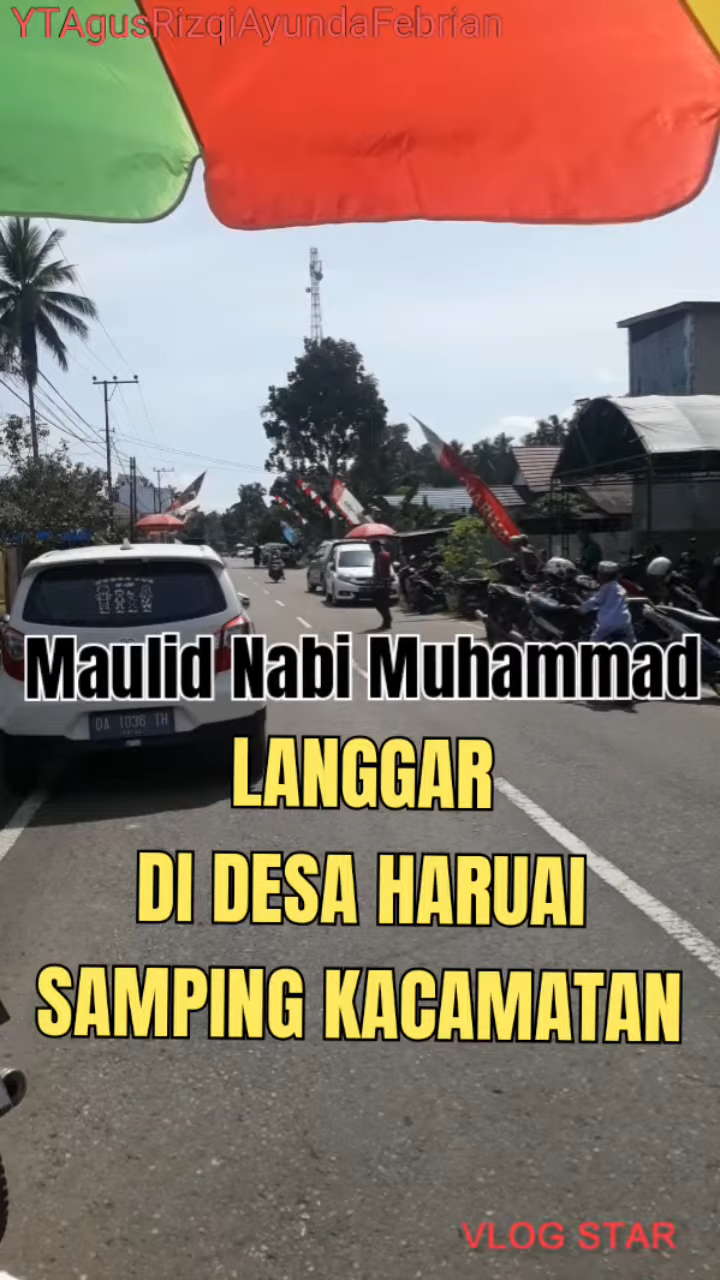 YTAgusRizqiAyundaFebrian
Maulid Nabi Muhammad
DA 1036 TH
LANGGAR
DI DESA HARUAI
SAMPING KACAMATAN
VLOG STAR